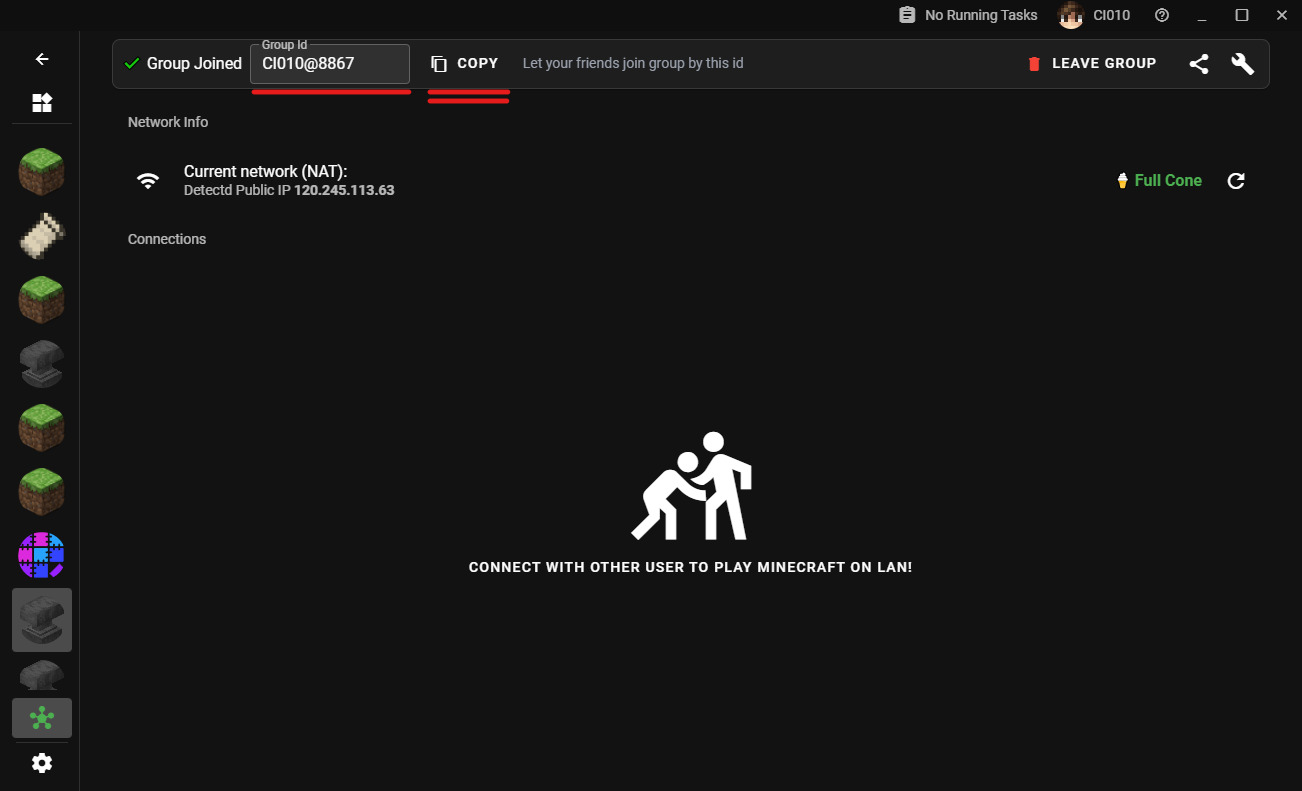 No Running Tasks
CI010
Group Joined
Group Id
CI010@8867
COPY
Let your friends join group by this id
LEAVE GROUP
Network Info
Current network (NAT):
Detectd Public IP 120.245.113.63
Full Cone
Connections
CONNECT WITH OTHER USER TO PLAY MINECRAFT ON LAN!